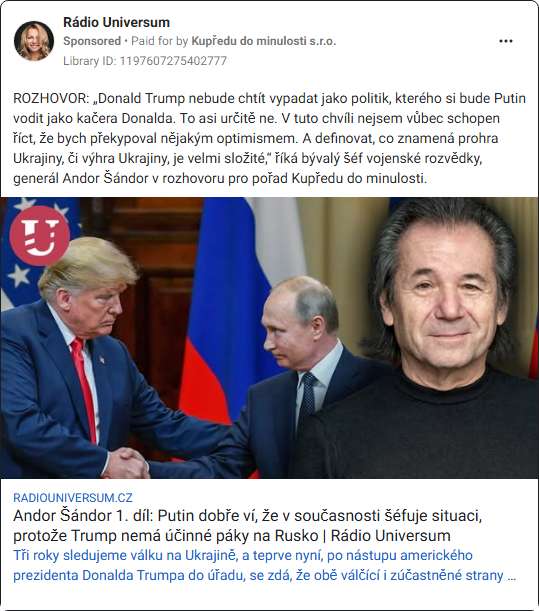 Rádio Universum
Sponsored • Paid for by Kupředu do minulosti s.r.o.
Library ID: 1197607275402777
ROZHOVOR: „Donald Trump nebude chtít vypadat jako politik, kterého si bude Putin
vodit jako kačera Donalda. To asi určitě ne. V tuto chvíli nejsem vůbec schopen
říct, že bych překypoval nějakým optimismem. A definovat, co znamená prohra
Ukrajiny, či výhra Ukrajiny, je velmi složité,“ říká bývalý šéf vojenské rozvědky,
generál Andor Šándor v rozhovoru pro pořad Kupředu do minulosti.
U
RADIOUNIVERSUM.CZ
Andor Šándor 1. díl: Putin dobře ví, že v současnosti šéfuje situaci,
protože Trump nemá účinné páky na Rusko | Rádio Universum
Tři roky sledujeme válku na Ukrajině, a teprve nyní, po nástupu amerického
prezidenta Donalda Trumpa do úřadu, se zdá, že obě válčící i zúčastněné strany ...